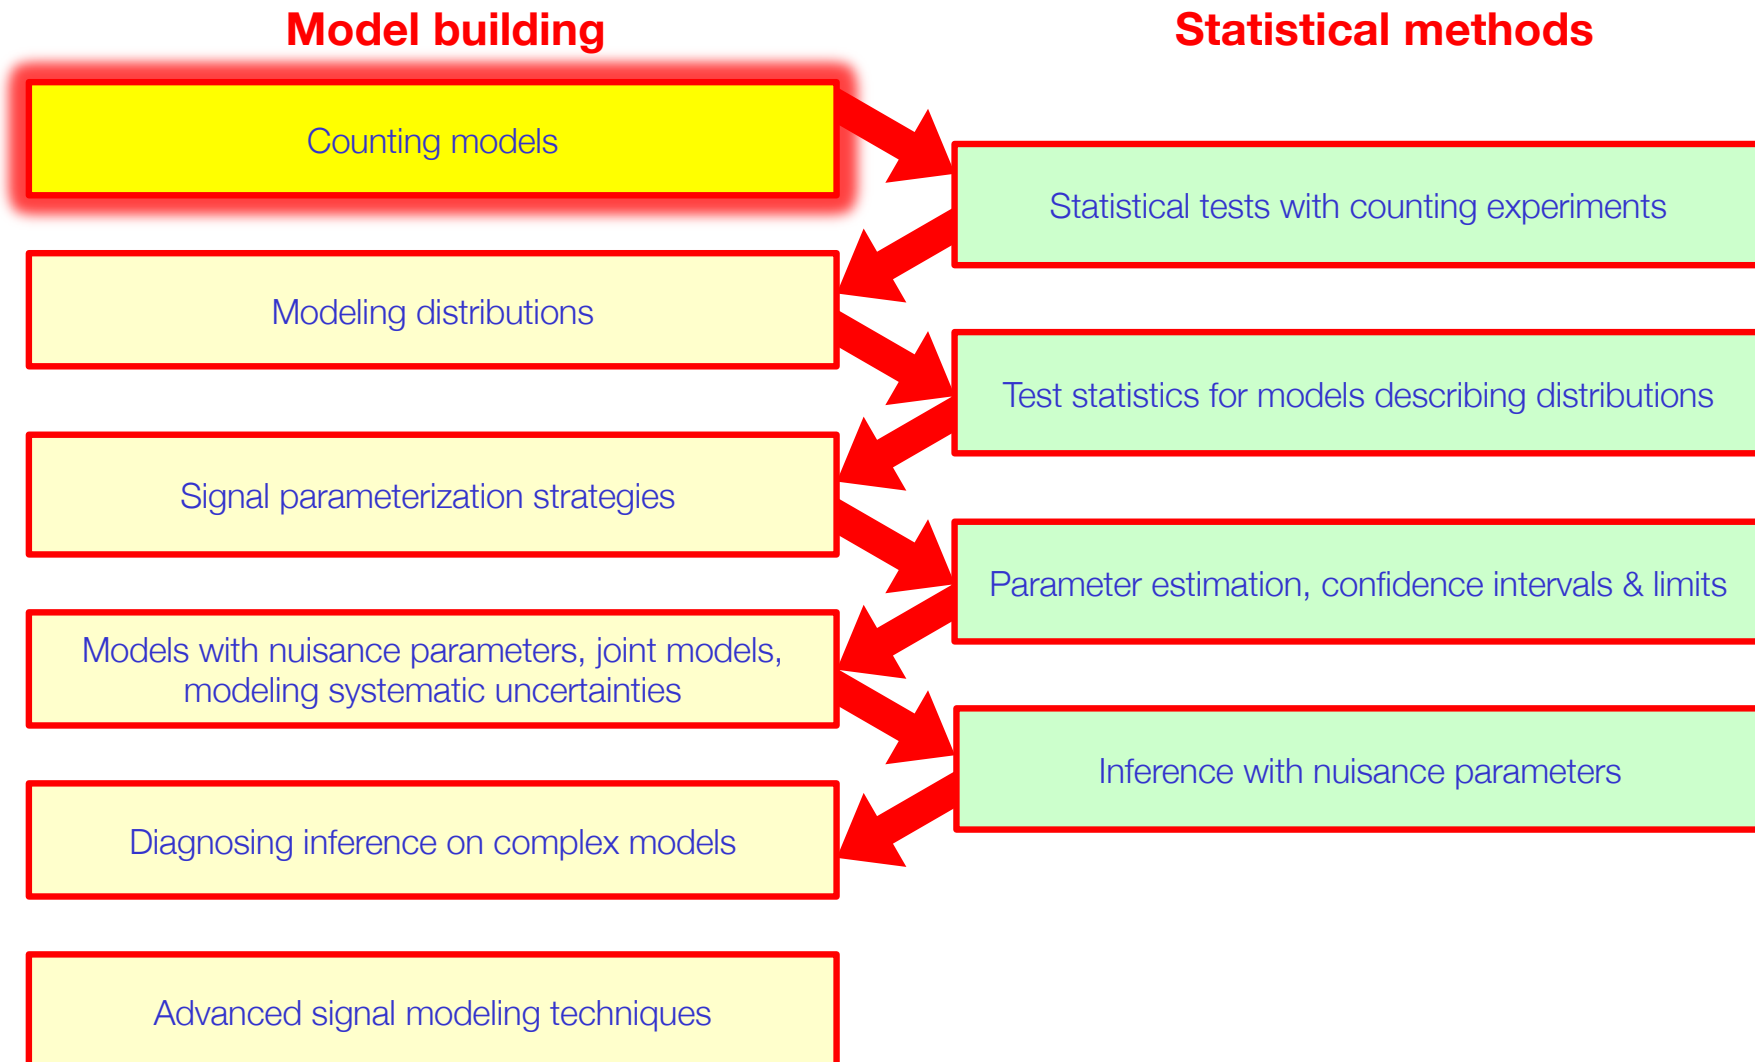 Model building
Statistical methods
Counting models
Statistical tests with counting experiments
Modeling distributions
Test statistics for models describing distributions
Signal parameterization strategies
Parameter estimation, confidence intervals & limits
Models with nuisance parameters, joint models,
modeling systematic uncertainties
Inference with nuisance parameters
Diagnosing inference on complex models
Advanced signal modeling techniques